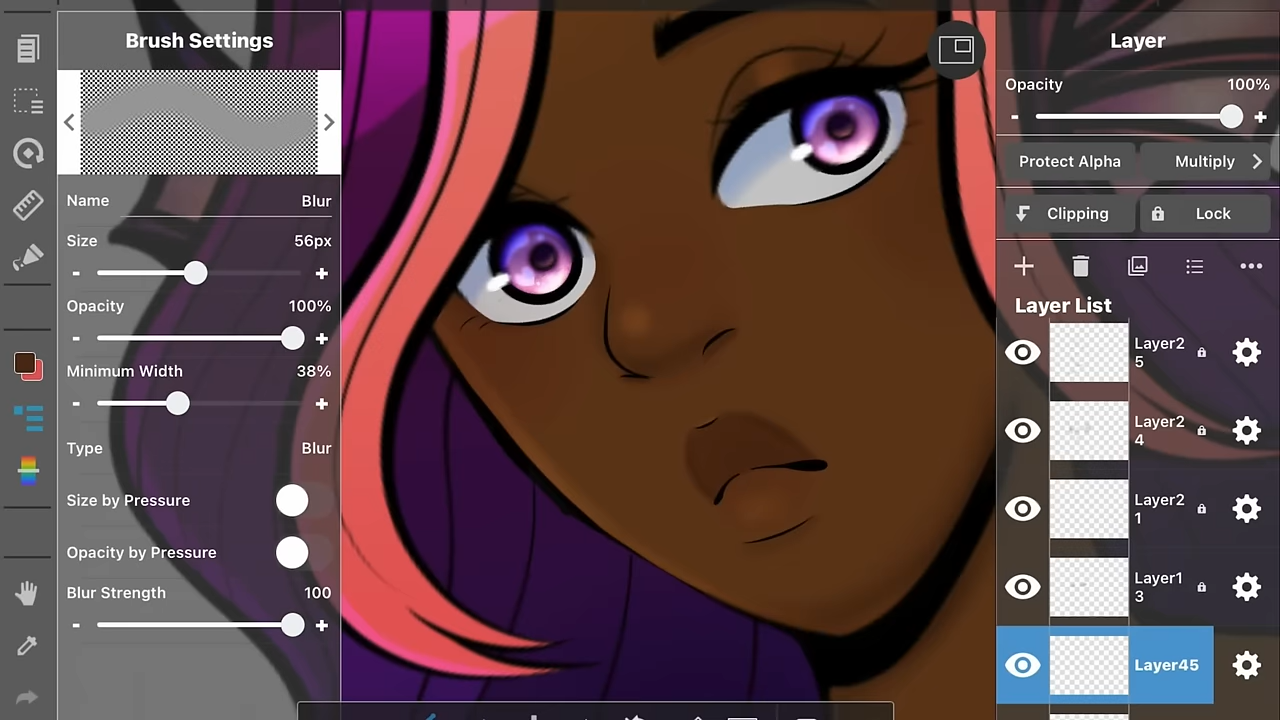 Brush Settings
Name Blur
Size 56px
- +
Opacity 100%
- +
Minimum Width 38%
- +
Type Blur
Size by Pressure
Opacity by Pressure
Blur Strength 100
- +
Layer
Opacity 100%
- +
Protect Alpha Multiply
Clipping Lock
Layer List
Layer2
5
Layer2
4
Layer2
1
Layer1
3
Layer45